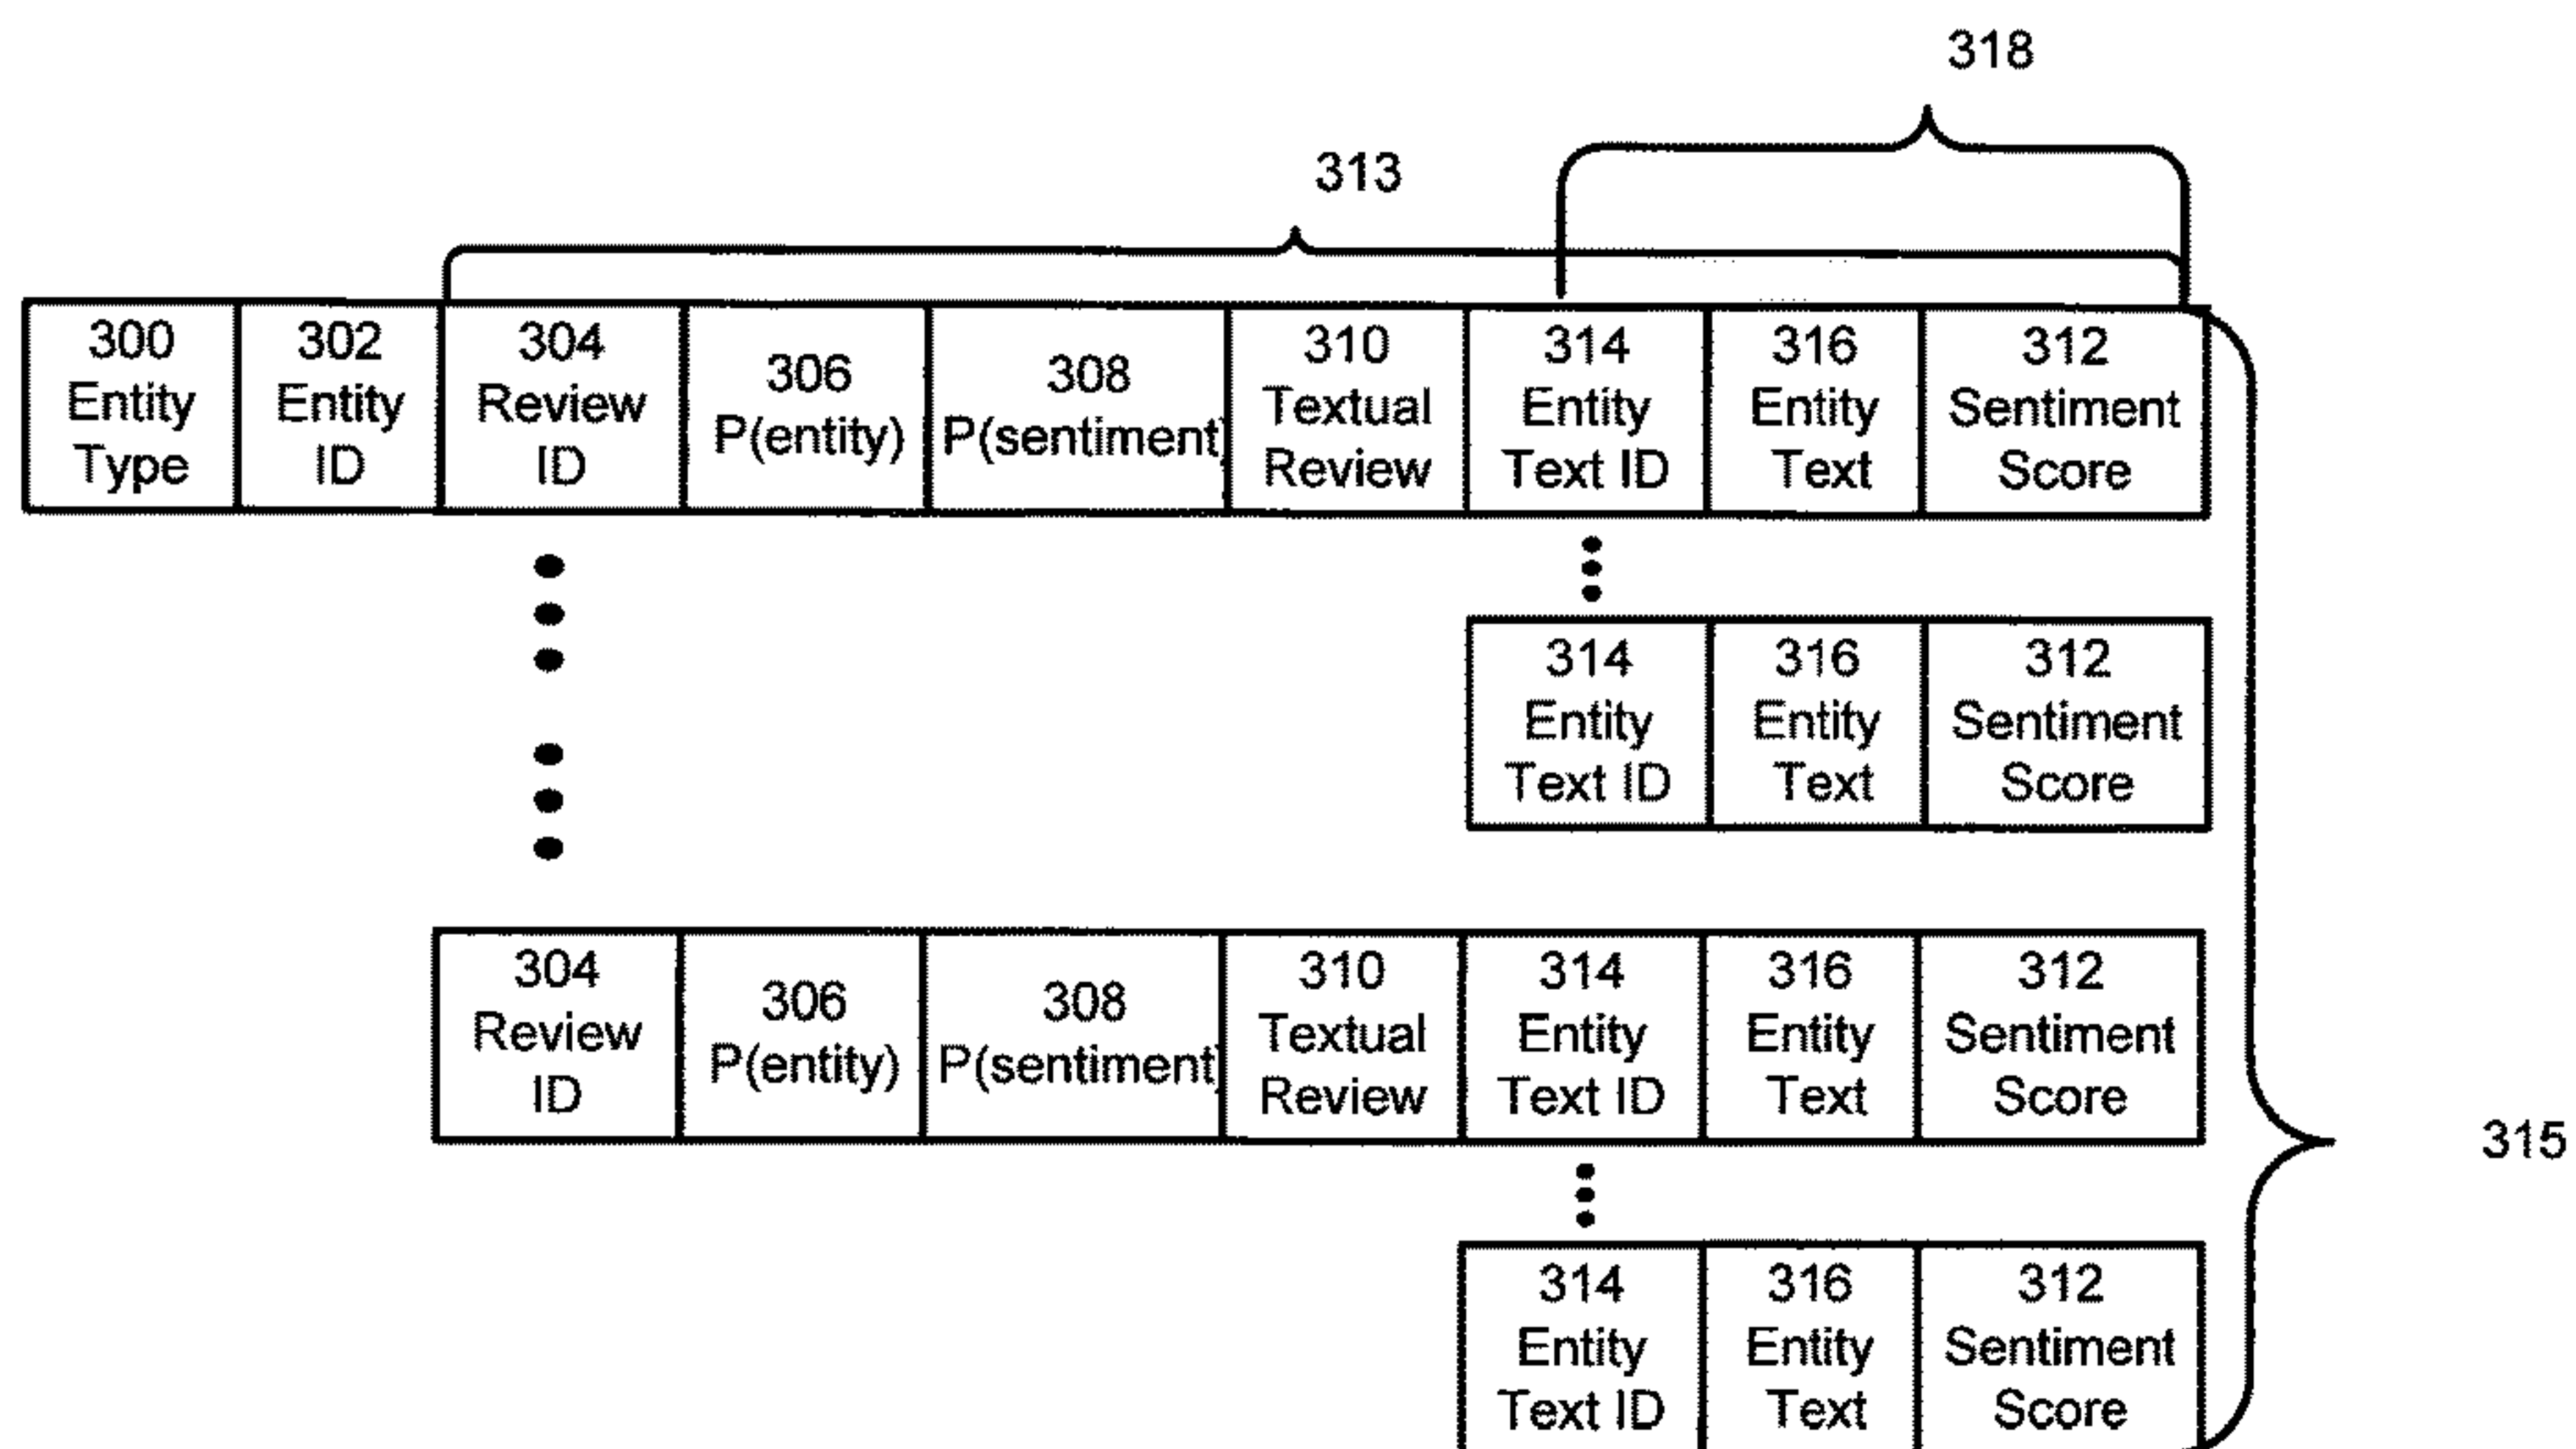 318
313
300 Entity Type
302 Entity ID
304 Review ID
306 P(entity)
308 P(sentiment)
310 Textual Review
314 Entity Text ID
316 Entity Text
312 Sentiment Score
314 Entity Text ID
316 Entity Text
312 Sentiment Score
304 Review ID
306 P(entity)
308 P(sentiment)
310 Textual Review
314 Entity Text ID
316 Entity Text
312 Sentiment Score
315
314 Entity Text ID
316 Entity Text
312 Sentiment Score